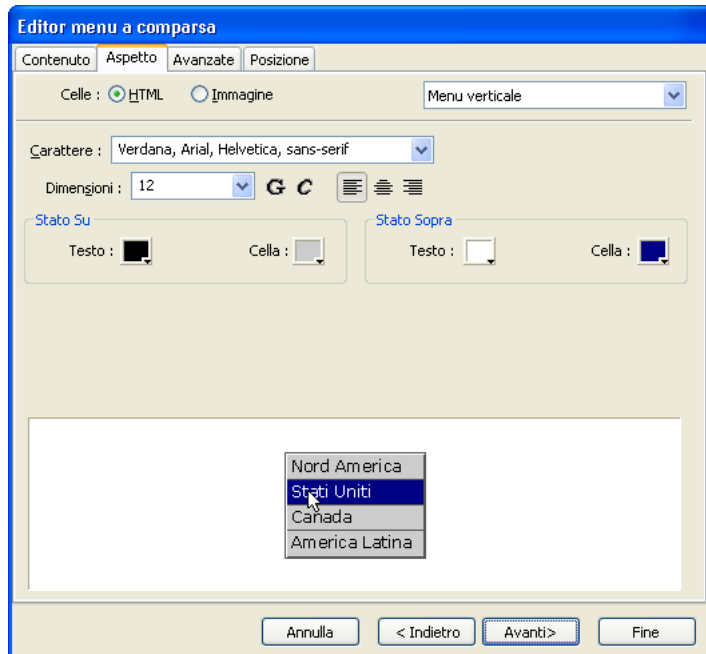 Editor menu a comparsa
Contenuto Aspetto Avanzate Posizione
Celle : HTML Immagine Menu verticale
Carattere : Verdana, Arial, Helvetica, sans-serif
Dimensioni : 12 G C
Stato Su Stato Sopra
Testo : Cella : Testo : Cella :
Nord America
Stati Uniti
Canada
America Latina
Annulla < Indietro Avanti> Fine